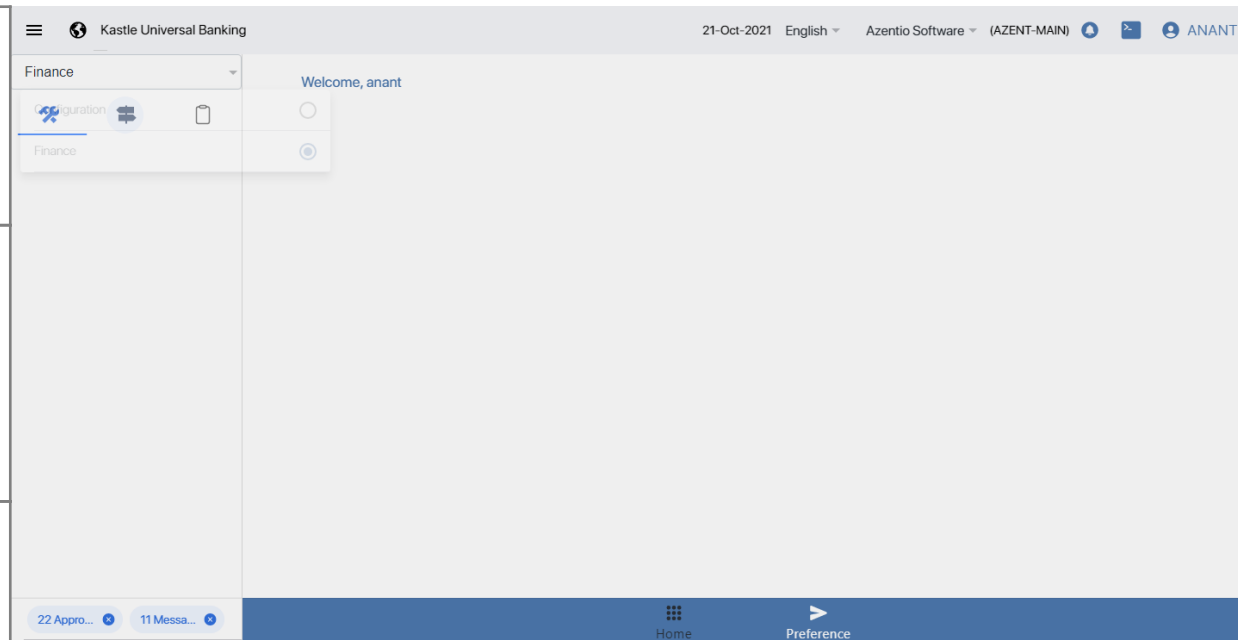 Kastle Universal Banking 21-Oct-2021 English Azentio Software (AZENT-MAIN) ANANT
Finance
Welcome, anant
Configuration
Finance
22 Appro... 11 Messa...
Home Preference